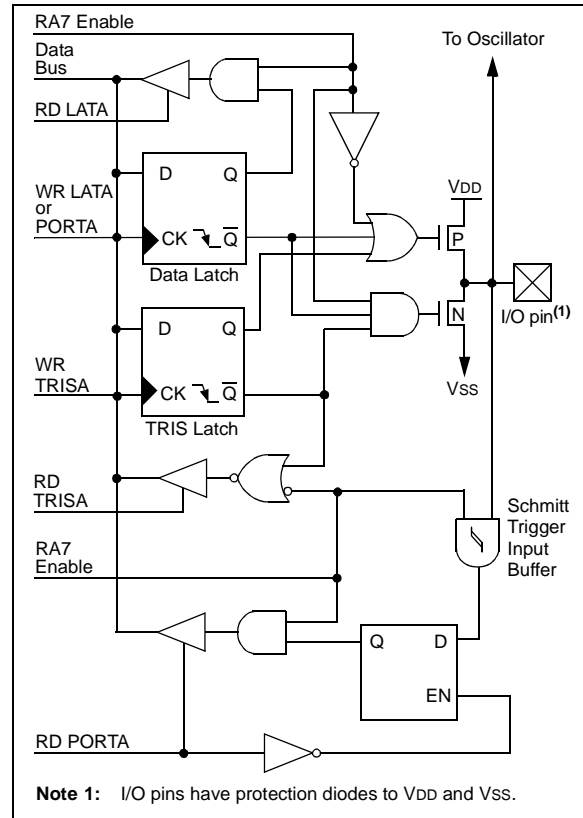 RA7 Enable
Data
Bus
To Oscillator
RD LATA
D Q
WR LATA
or
PORTA
CK Q
Data Latch
VDD
P
D Q
N
I/O pin(1)
WR
TRISA
CK Q
VSS
TRIS Latch
RD
TRISA
Schmitt
Trigger
Input
Buffer
RA7
Enable
Q D
EN
RD PORTA
Note 1: I/O pins have protection diodes to VDD and VSS.